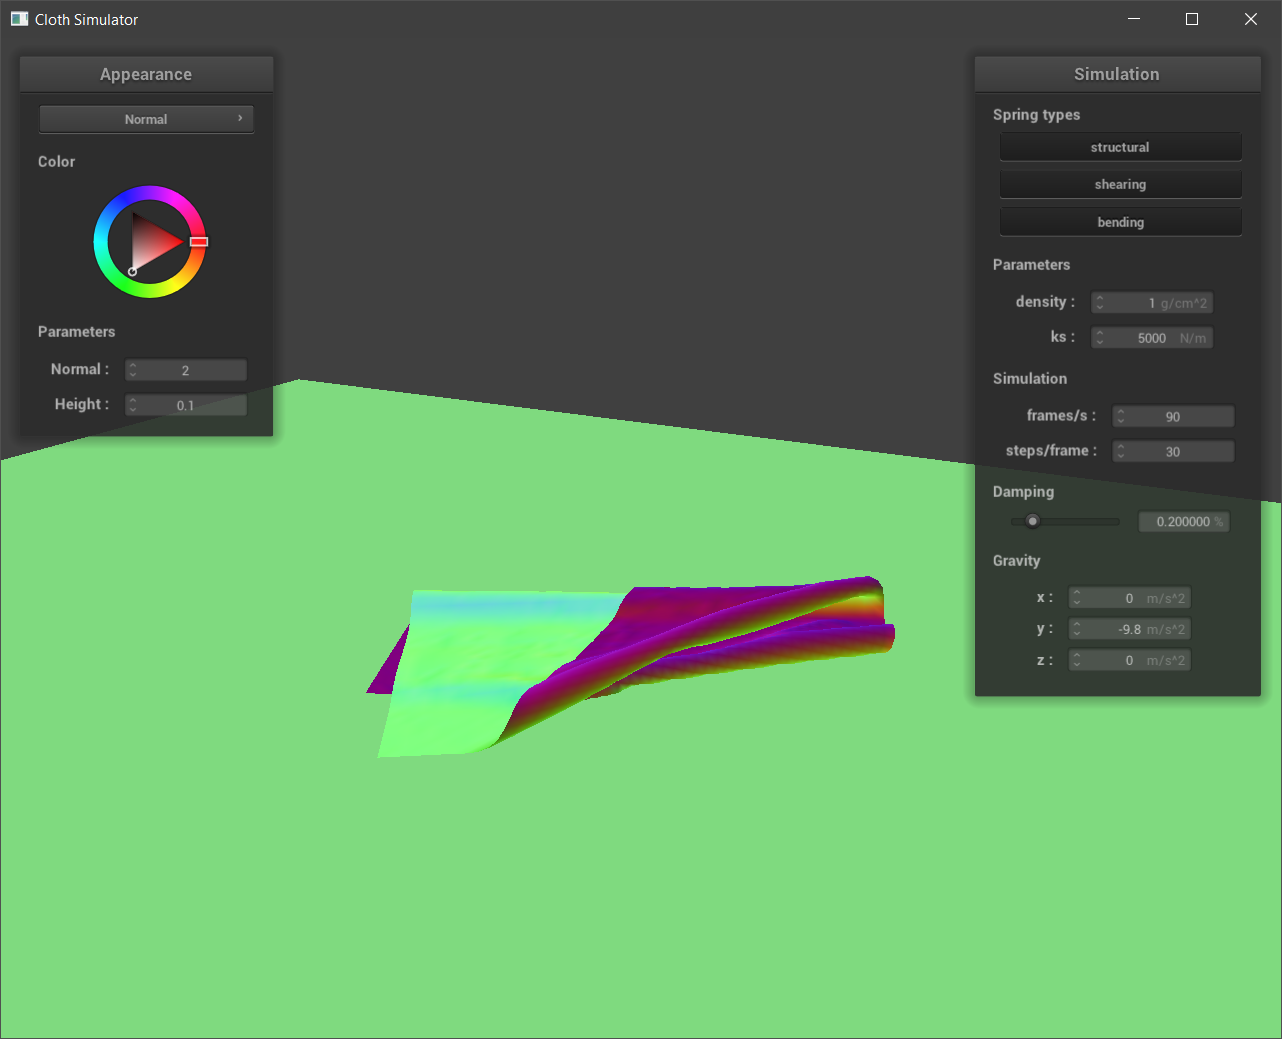 Cloth Simulator
Appearance
Normal
Color
Parameters
Normal :
2
Height :
0.1
Simulation
Spring types
structural
shearing
bending
Parameters
density :
1 g/cm^2
ks :
5000 N/m
Simulation
frames/s :
90
steps/frame :
30
Damping
0.200000 %
Gravity
x :
0 m/s^2
y :
-9.8 m/s^2
z :
0 m/s^2